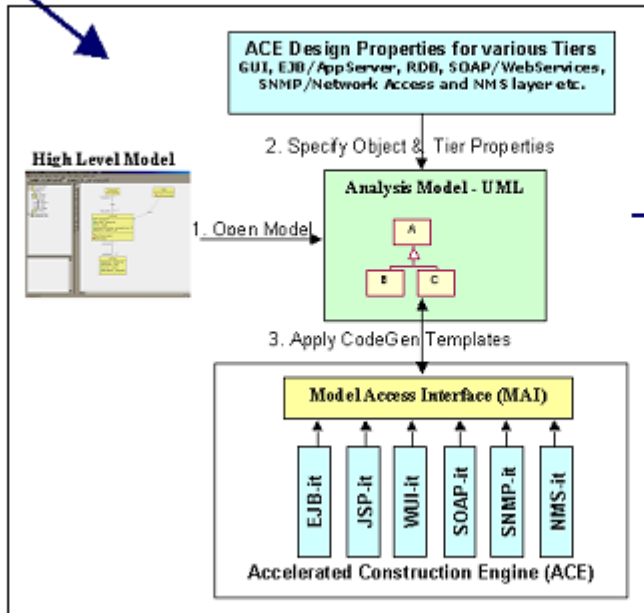 ACE Design Properties for various Tiers
GUI, EJB/AppServer, RDB, SOAP/WebServices,
SNMP/Network Access and NMS layer etc.
2. Specify Object & Tier Properties
High Level Model
Analysis Model - UML
1. Open Model
A
B
C
3. Apply CodeGen Templates
Model Access Interface (MAI)
EJB-it
JSP-it
WUI-it
SOAP-it
SNMP-it
NMS-it
Accelerated Construction Engine (ACE)